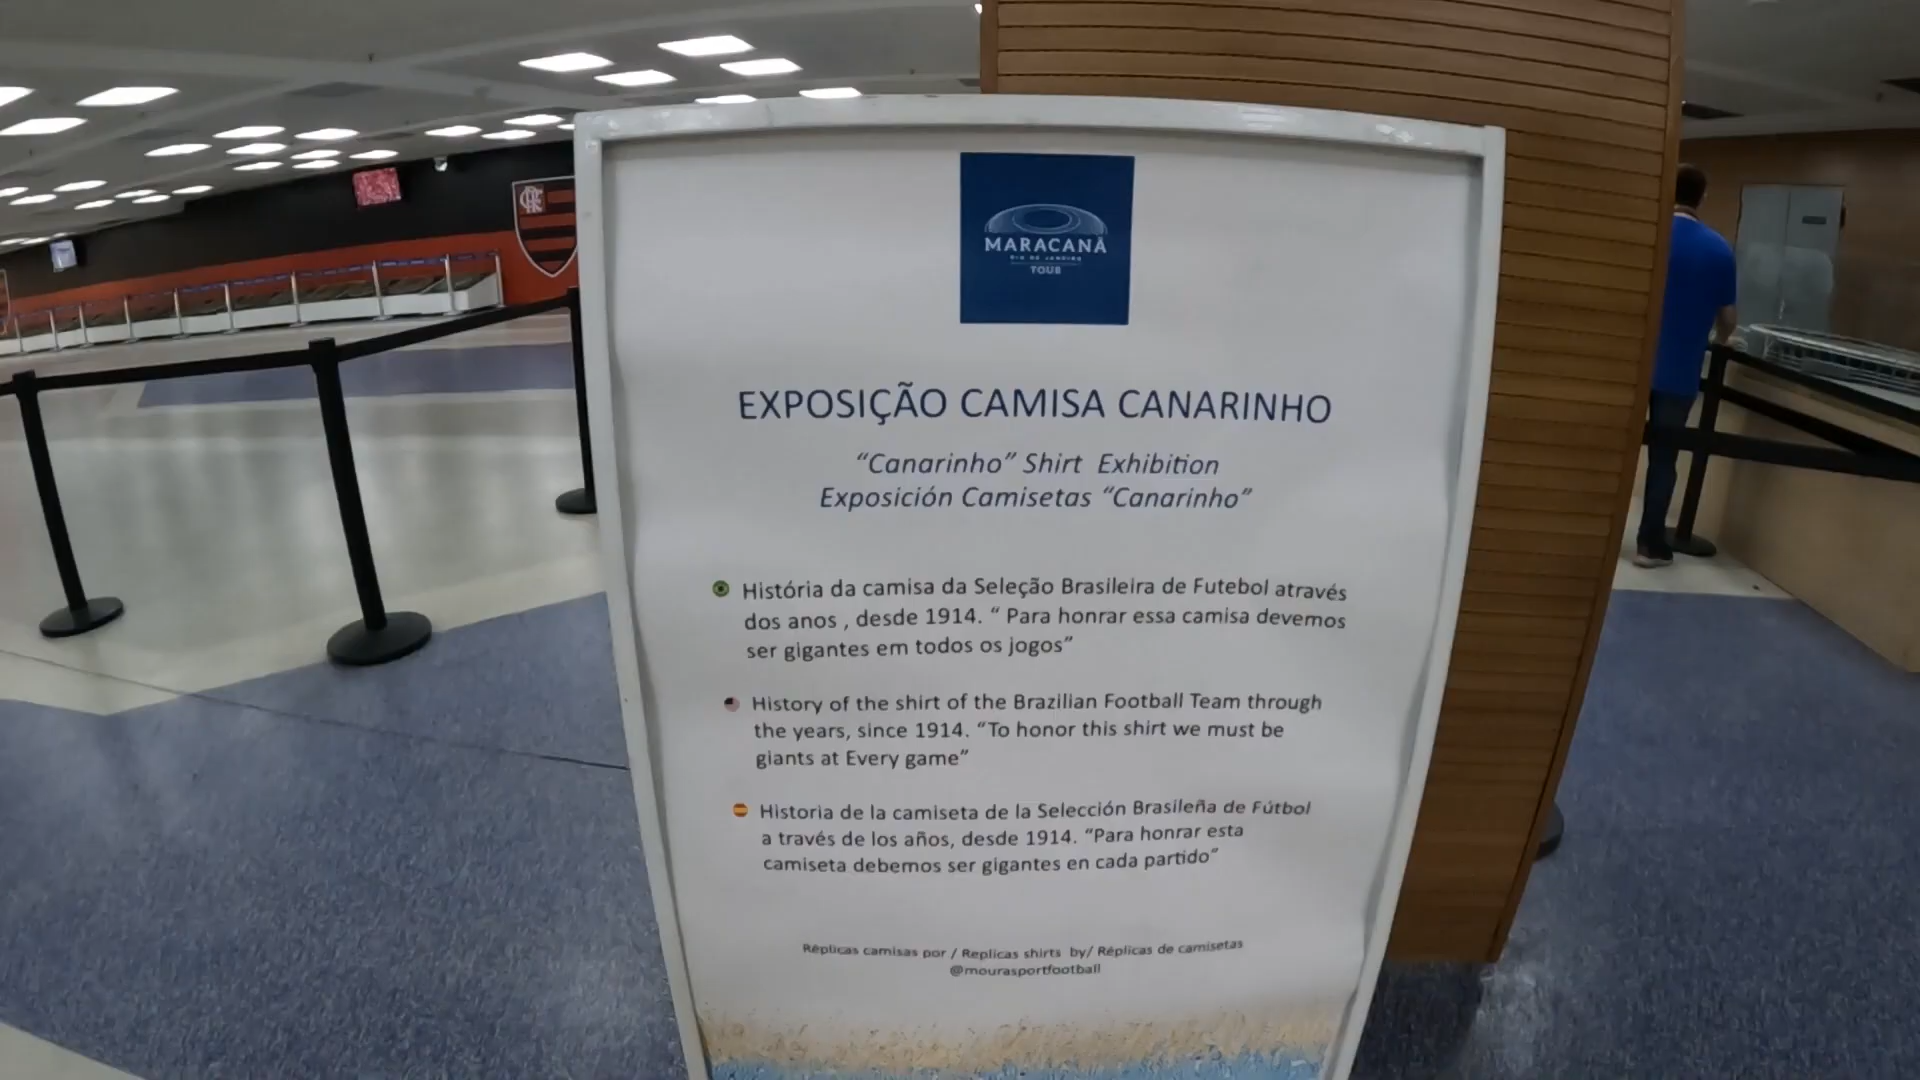 MARACANÃ
RIO DE JANEIRO
TOUR
EXPOSIÇÃO CAMISA CANARINHO
“Canarinho” Shirt Exhibition
Exposición Camisetas “Canarinho”
História da camisa da Seleção Brasileira de Futebol através
dos anos , desde 1914. “ Para honrar essa camisa devemos
ser gigantes em todos os jogos”
History of the shirt of the Brazilian Football Team through
the years, since 1914. “To honor this shirt we must be
giants at Every game”
Historia de la camiseta de la Selección Brasileña de Fútbol
a través de los años, desde 1914. “Para honrar esta
camiseta debemos ser gigantes en cada partido”
Réplicas camisas por / Replicas shirts by/ Réplicas de camisetas
@mourasportfootball